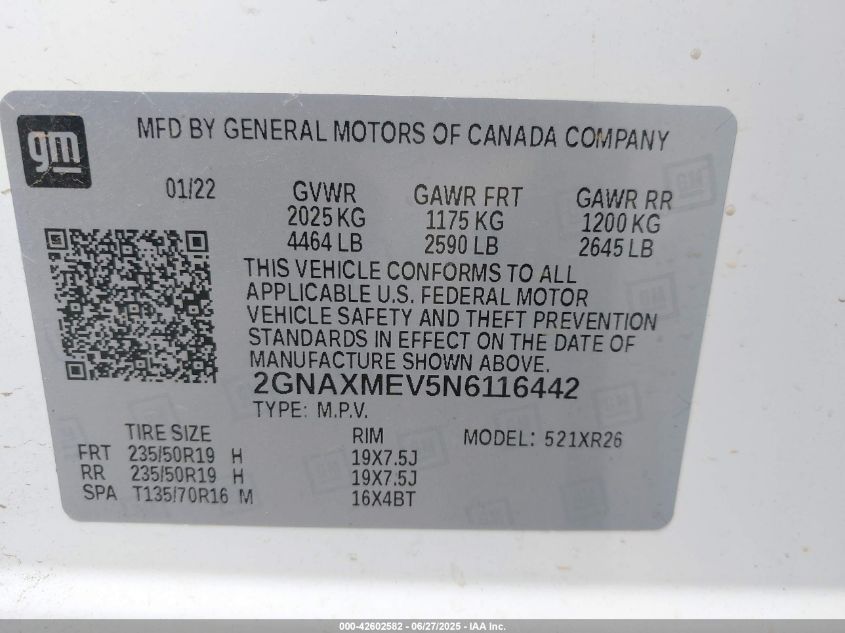 gm
MFD BY GENERAL MOTORS OF CANADA COMPANY
01/22 GVWR GAWR FRT GAWR RR
2025 KG 1175 KG 1200 KG
4464 LB 2590 LB 2645 LB
THIS VEHICLE CONFORMS TO ALL
APPLICABLE U.S. FEDERAL MOTOR
VEHICLE SAFETY AND THEFT PREVENTION
STANDARDS IN EFFECT ON THE DATE OF
MANUFACTURE SHOWN ABOVE.
2GNAXMEV5N6116442
TYPE: M.P.V.
TIRE SIZE RIM MODEL: 521XR26
FRT 235/50R19 H 19X7.5J
RR 235/50R19 H 19X7.5J
SPA T135/70R16 M 16X4BT
000-42602582 - 06/27/2025 - IAA Inc.